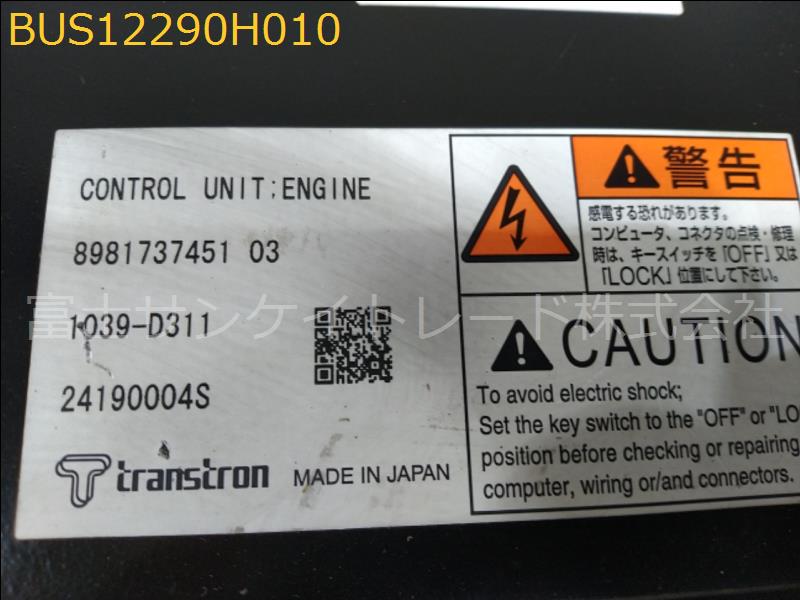 BUS12290H010
CONTROL UNIT;ENGINE
8981737451 03
1039-D311
24190004S
transtron MADE IN JAPAN
警告
感電する恐れがあります。
コンピュータ、コネクタの点検・修理
時は、キースイッチを「OFF」又は
「LOCK」位置にして下さい。
CAUTION
To avoid electric shock;
Set the key switch to the "OFF" or "LO
position before checking or repairing
computer, wiring or/and connectors.
富士サンケイトレード株式会社